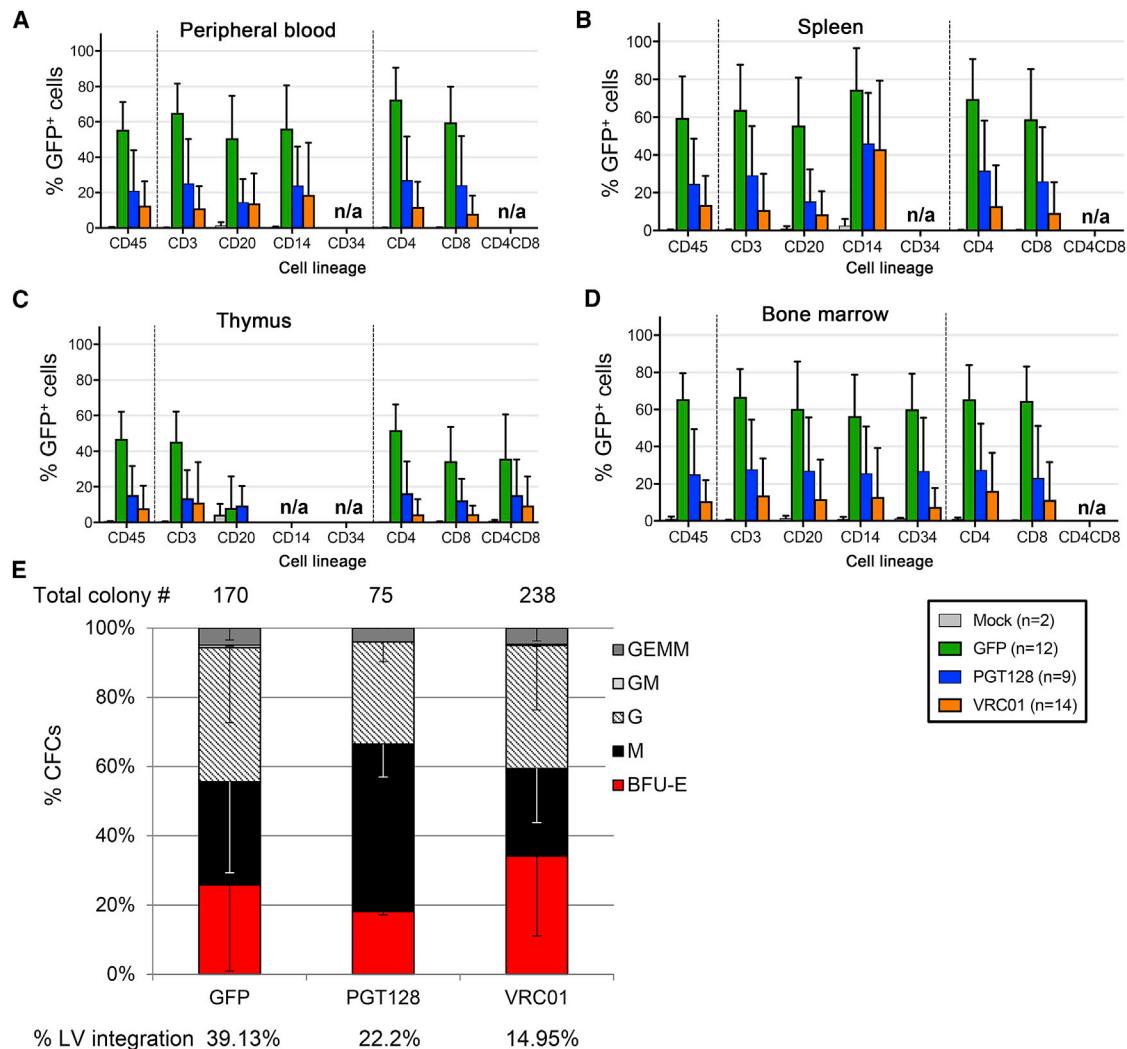 A
Peripheral blood
% GFP+ cells
100
80
60
40
20
0
n/a
n/a
CD45 CD3 CD20 CD14 CD34 CD4 CD8 CD4CD8
Cell lineage
B
Spleen
% GFP+ cells
100
80
60
40
20
0
n/a
n/a
CD45 CD3 CD20 CD14 CD34 CD4 CD8 CD4CD8
Cell lineage
C
Thymus
% GFP+ cells
100
80
60
40
20
0
n/a
n/a
CD45 CD3 CD20 CD14 CD34 CD4 CD8 CD4CD8
Cell lineage
D
Bone marrow
% GFP+ cells
100
80
60
40
20
0
n/a
CD45 CD3 CD20 CD14 CD34 CD4 CD8 CD4CD8
Cell lineage
E
Total colony # 170 75 238
% CFCs
100%
80%
60%
40%
20%
0%
GEMM
GM
G
M
BFU-E
GFP PGT128 VRC01
% LV integration 39.13% 22.2% 14.95%
Mock (n=2)
GFP (n=12)
PGT128 (n=9)
VRC01 (n=14)